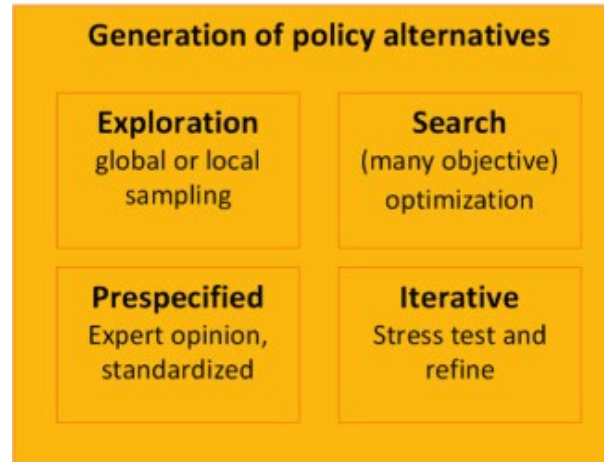 Generation of policy alternatives
Exploration
global or local
sampling
Search
(many objective)
optimization
Prespecified
Expert opinion,
standardized
Iterative
Stress test and
refine